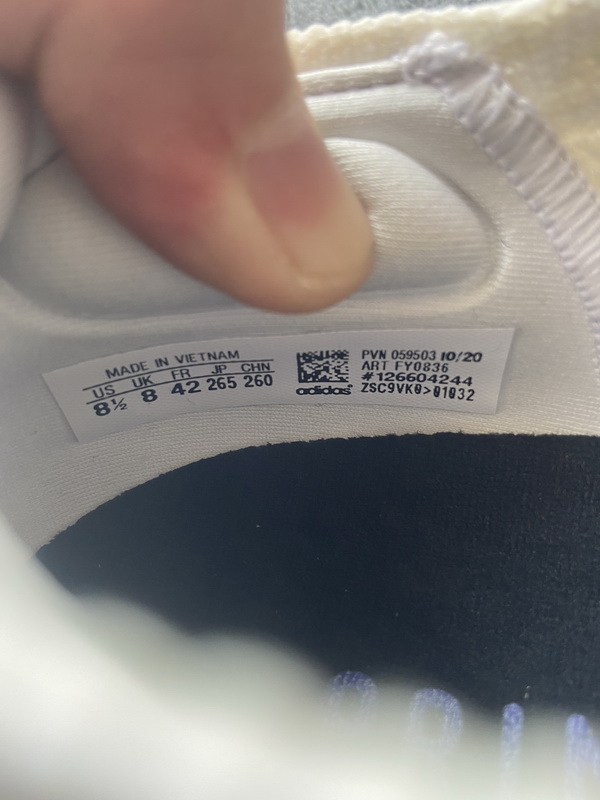 MADE IN VIETNAM
US UK FR JP CHN
8½ 8 42 265 260
adidas
PVN 059503 10/20
ART FY0836
#126604244
ZSC9VK0>01032